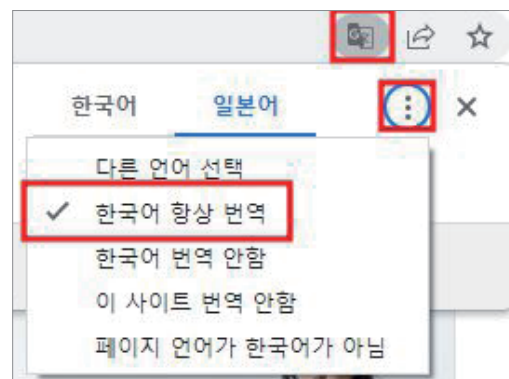 한국어 일본어
다른 언어 선택
한국어 항상 번역
한국어 번역 안함
이 사이트 번역 안함
페이지 언어가 한국어가 아님